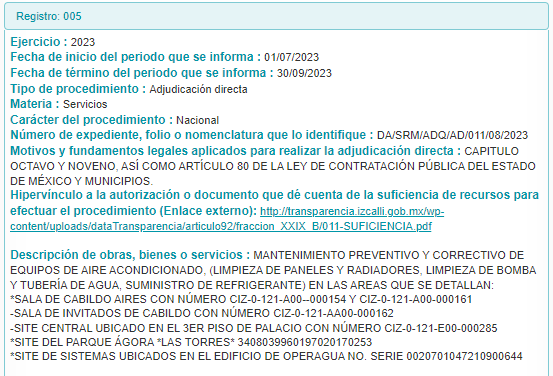 Registro: 005
Ejercicio : 2023
Fecha de inicio del periodo que se informa : 01/07/2023
Fecha de término del periodo que se informa : 30/09/2023
Tipo de procedimiento : Adjudicación directa
Materia : Servicios
Carácter del procedimiento : Nacional
Número de expediente, folio o nomenclatura que lo identifique : DA/SRM/ADQ/AD/011/08/2023
Motivos y fundamentos legales aplicados para realizar la adjudicación directa : CAPITULO
OCTAVO Y NOVENO, ASÍ COMO ARTÍCULO 80 DE LA LEY DE CONTRATACIÓN PÚBLICA DEL ESTADO
DE MÉXICO Y MUNICIPIOS.
Hipervínculo a la autorización o documento que dé cuenta de la suficiencia de recursos para
efectuar el procedimiento (Enlace externo): http://transparencia.izcalli.gob.mx/wp-
content/uploads/dataTransparencia/articulo92/fraccion_XXIX_B/011-SUFICIENCIA.pdf
Descripción de obras, bienes o servicios : MANTENIMIENTO PREVENTIVO Y CORRECTIVO DE
EQUIPOS DE AIRE ACONDICIONADO, (LIMPIEZA DE PANELES Y RADIADORES, LIMPIEZA DE BOMBA
Y TUBERÍA DE AGUA, SUMINISTRO DE REFRIGERANTE) EN LAS AREAS QUE SE DETALLAN:
*SALA DE CABILDO AIRES CON NÚMERO CIZ-0-121-A00--000154 Y CIZ-0-121-A00-000161
-SALA DE INVITADOS DE CABILDO CON NÚMERO CIZ-0-121-AA00-000162
-SITE CENTRAL UBICADO EN EL 3ER PISO DE PALACIO CON NÚMERO CIZ-0-121-E00-000285
*SITE DEL PARQUE ÁGORA *LAS TORRES* 3408039960197020170253
*SITE DE SISTEMAS UBICADOS EN EL EDIFICIO DE OPERAGUA NO. SERIE 0020701047210900644